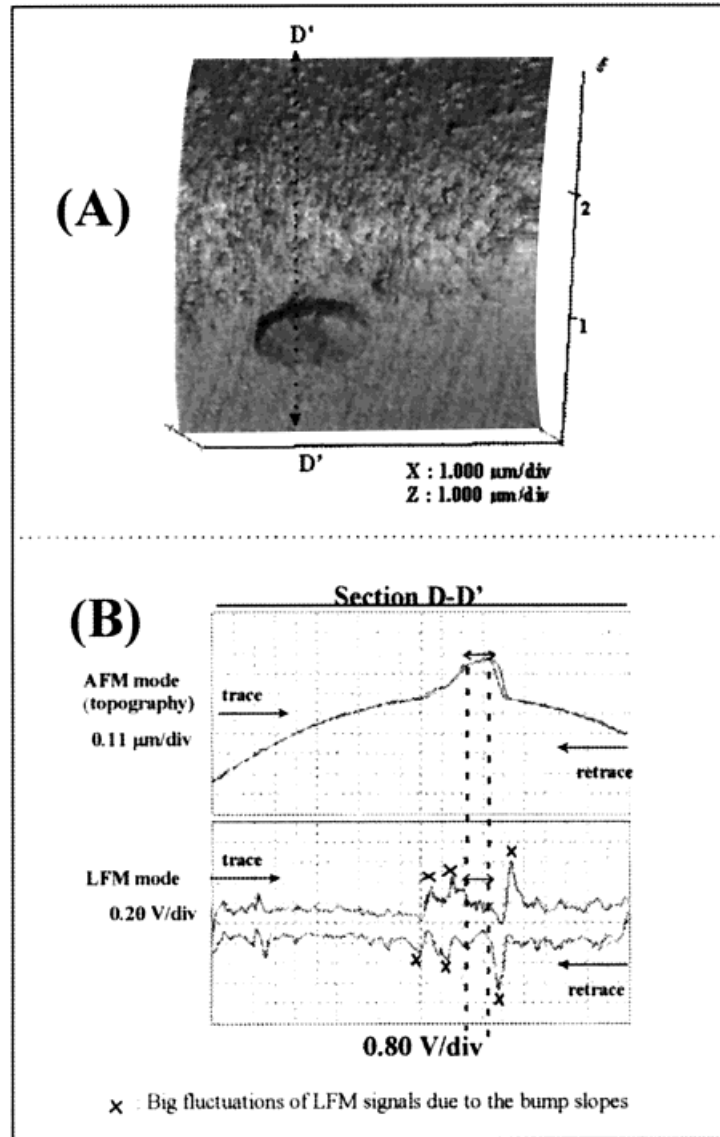 D'
(A)
2
1
D'
X : 1.000 µm/div
Z : 1.000 µm/div
Section D-D'
(B)
AFM mode
(topography)
0.11 µm/div
trace
retrace
trace
LFM mode
0.20 V/div
retrace
0.80 V/div
× : Big fluctuations of LFM signals due to the bump slopes